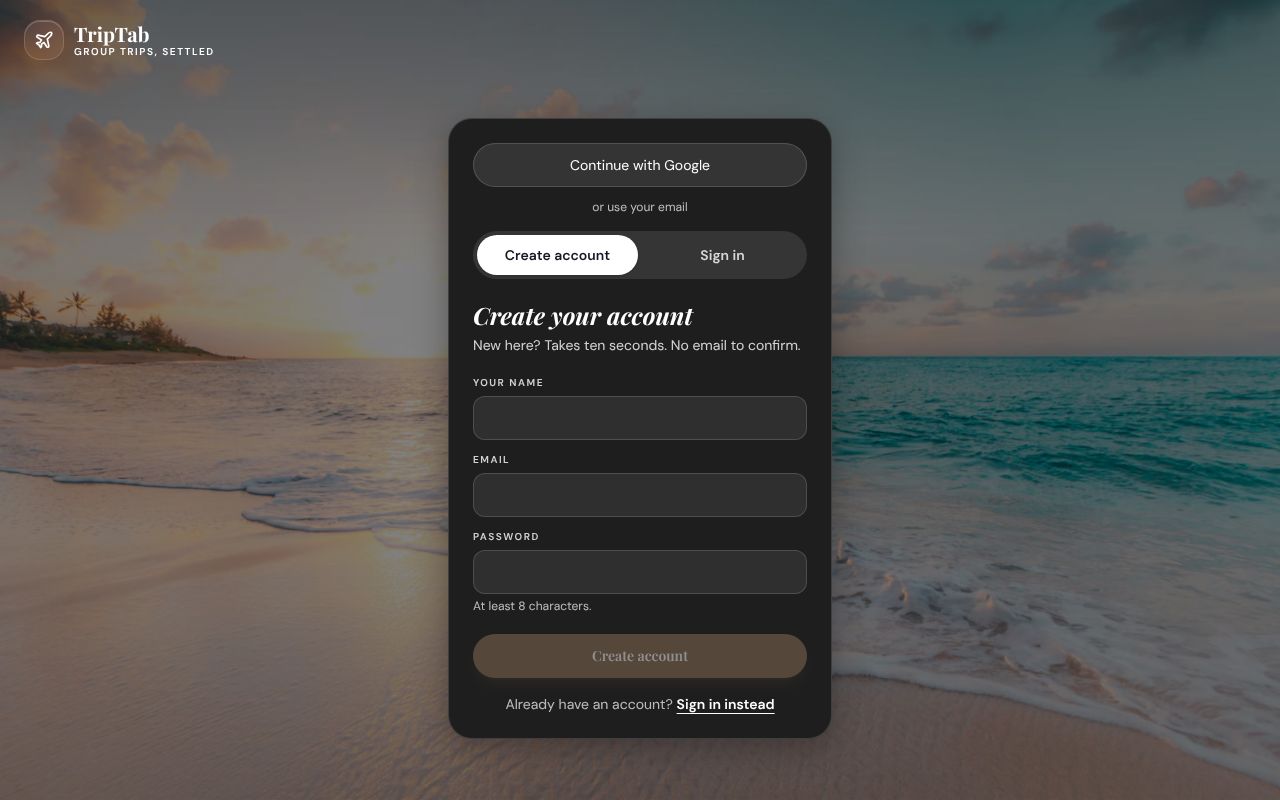 TripTab
GROUP TRIPS, SETTLED
Continue with Google
or use your email
Create account
Sign in
Create your account
New here? Takes ten seconds. No email to confirm.
YOUR NAME
EMAIL
PASSWORD
At least 8 characters.
Create account
Already have an account? Sign in instead